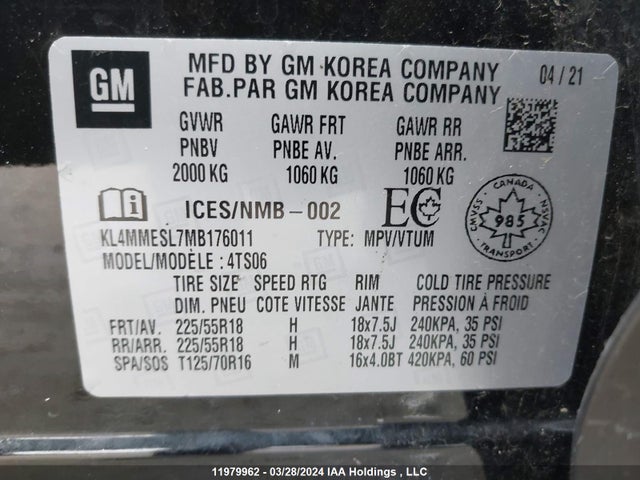 GM
MFD BY GM KOREA COMPANY 04/21
FAB.PAR GM KOREA COMPANY
GVWR GAWR FRT GAWR RR
PNBV PNBE AV. PNBE ARR.
2000 KG 1060 KG 1060 KG
ICES/NMB-002 EC
CANADA
CMVSS NSVAC
985
TRANSPORT
KL4MMESL7MB176011 TYPE: MPV/VTUM
MODEL/MODÈLE : 4TS06
TIRE SIZE SPEED RTG RIM COLD TIRE PRESSURE
DIM. PNEU COTE VITESSE JANTE PRESSION À FROID
FRT/AV. 225/55R18 H 18x7.5J 240KPA, 35 PSI
RR/ARR. 225/55R18 H 18x7.5J 240KPA, 35 PSI
SPA/SOS T125/70R16 M 16x4.0BT 420KPA, 60 PSI
11979962 - 03/28/2024 IAA Holdings , LLC